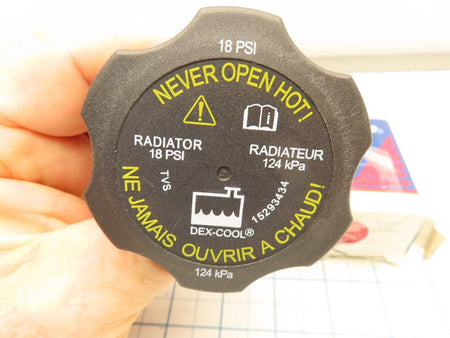 18 PSI
NEVER OPEN HOT!
RADIATOR
18 PSI
RADIATEUR
124 kPa
TVS
15293434
DEX-COOL®
NE JAMAIS OUVRIR A CHAUD!
124 kPa